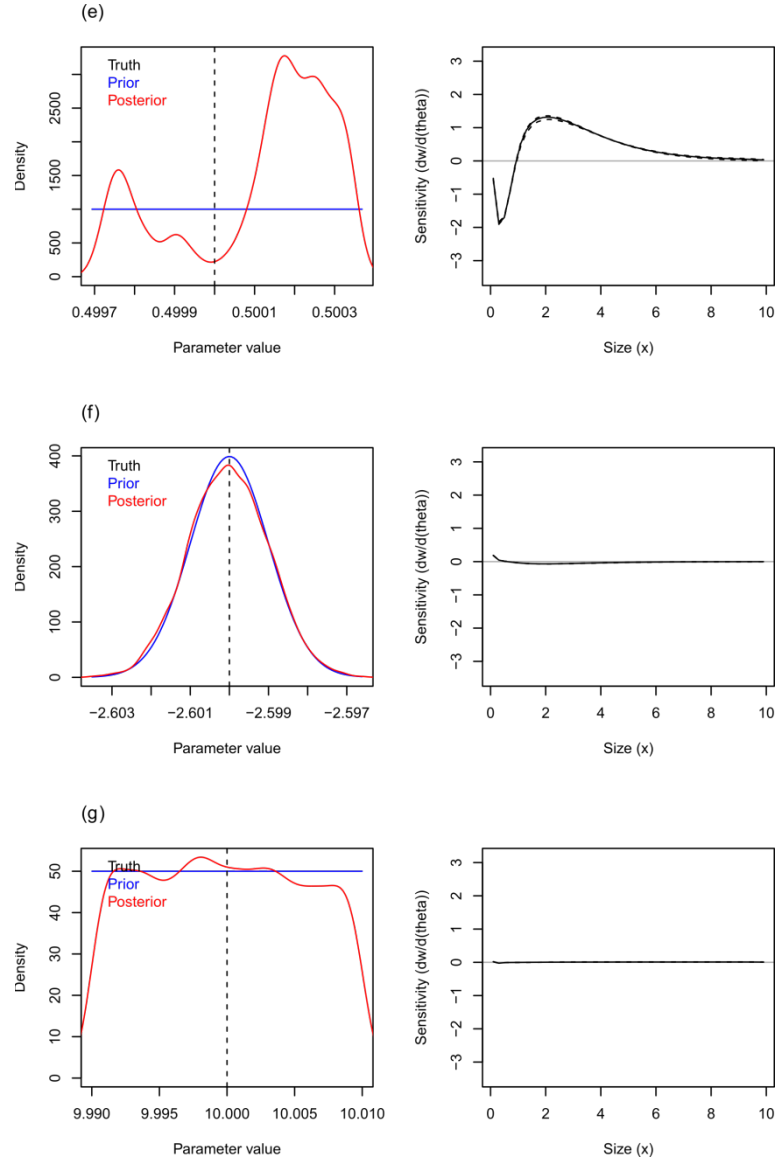 (e)
Truth
Prior
Posterior
Density
0
500
1500
2500
0.4997
0.4999
0.5001
0.5003
Parameter value
Sensitivity (dw/d(theta))
3
2
1
0
−1
−2
−3
0
2
4
6
8
10
Size (x)
(f)
Truth
Prior
Posterior
Density
400
300
200
100
0
−2.603
−2.601
−2.599
−2.597
Parameter value
Sensitivity (dw/d(theta))
3
2
1
0
−1
−2
−3
0
2
4
6
8
10
Size (x)
(g)
Truth
Prior
Posterior
Density
50
40
30
20
10
0
9.990
9.995
10.000
10.005
10.010
Parameter value
Sensitivity (dw/d(theta))
3
2
1
0
−1
−2
−3
0
2
4
6
8
10
Size (x)